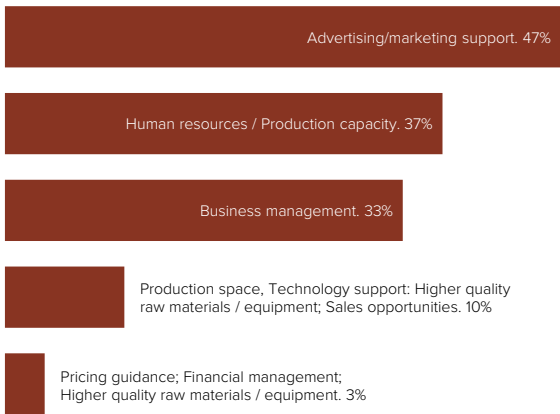 Advertising/marketing support. 47%
Human resources / Production capacity. 37%
Business management. 33%
Production space, Technology support: Higher quality
raw materials / equipment; Sales opportunities. 10%
Pricing guidance; Financial management;
Higher quality raw materials / equipment. 3%